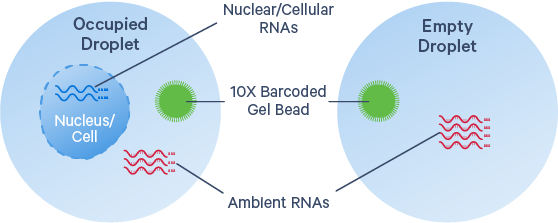 Occupied
Droplet
Nuclear/Cellular
RNAs
Empty
Droplet
10X Barcoded
Gel Bead
Nucleus/
Cell
Ambient RNAs